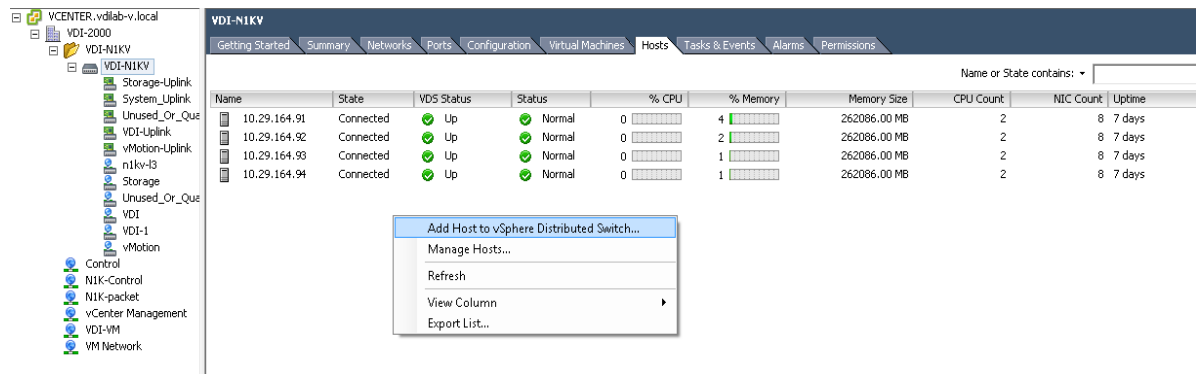 VCENTER.vdilab-v.local
VDI-2000
VDI-N1KV
VDI-N1KV
Storage-Uplink
System_Uplink
Unused_Or_Qua
VDI-Uplink
vMotion-Uplink
n1kv-l3
Storage
Unused_Or_Qua
VDI
VDI-1
vMotion
Control
N1K-Control
N1K-packet
vCenter Management
VDI-VM
VM Network
VDI-N1KV
Getting Started Summary Networks Ports Configuration Virtual Machines Hosts Tasks & Events Alarms Permissions
Name or State contains:
Name State VDS Status Status % CPU % Memory Memory Size CPU Count NIC Count Uptime
10.29.164.91 Connected Up Normal 0 4 262086.00 MB 2 8 7 days
10.29.164.92 Connected Up Normal 0 2 262086.00 MB 2 8 7 days
10.29.164.93 Connected Up Normal 0 1 262086.00 MB 2 8 7 days
10.29.164.94 Connected Up Normal 0 1 262086.00 MB 2 8 7 days
Add Host to vSphere Distributed Switch...
Manage Hosts...
Refresh
View Column
Export List...